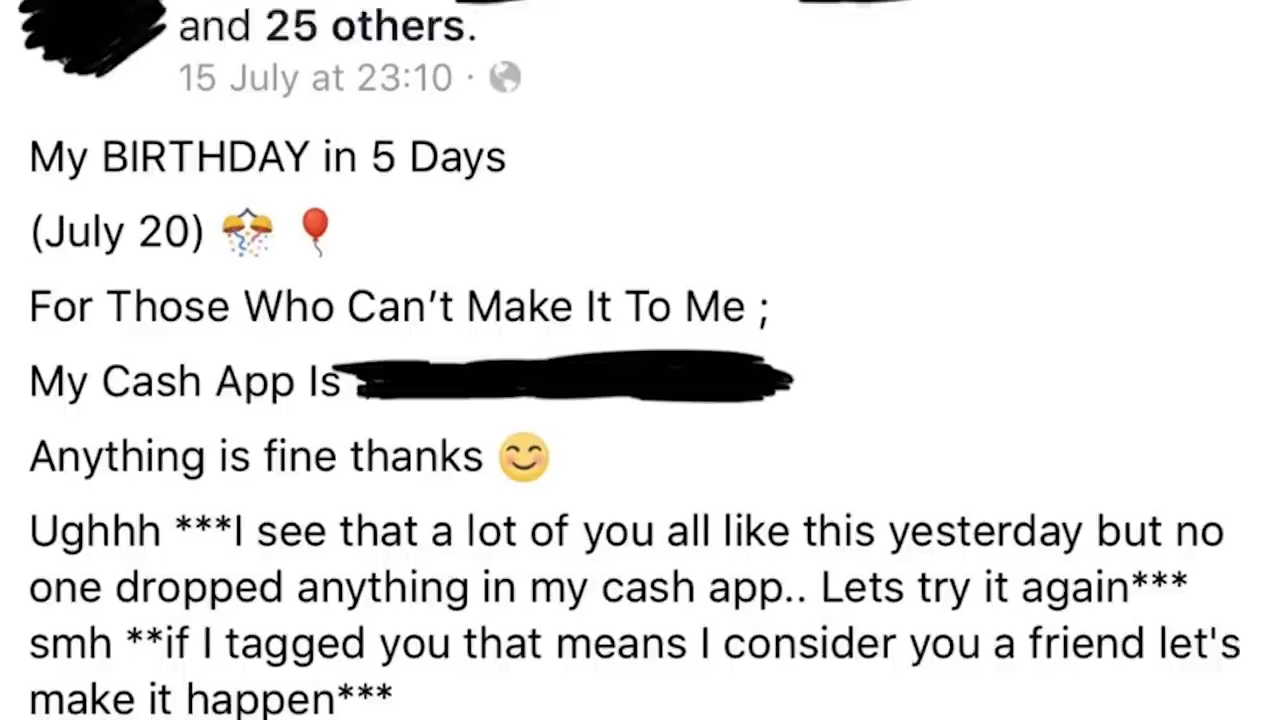 and 25 others.
15 July at 23:10 ·
My BIRTHDAY in 5 Days
(July 20) 🎊 🎈
For Those Who Can’t Make It To Me ;
My Cash App Is
Anything is fine thanks 😊
Ughhh ***I see that a lot of you all like this yesterday but no
one dropped anything in my cash app.. Lets try it again***
smh **if I tagged you that means I consider you a friend let's
make it happen***